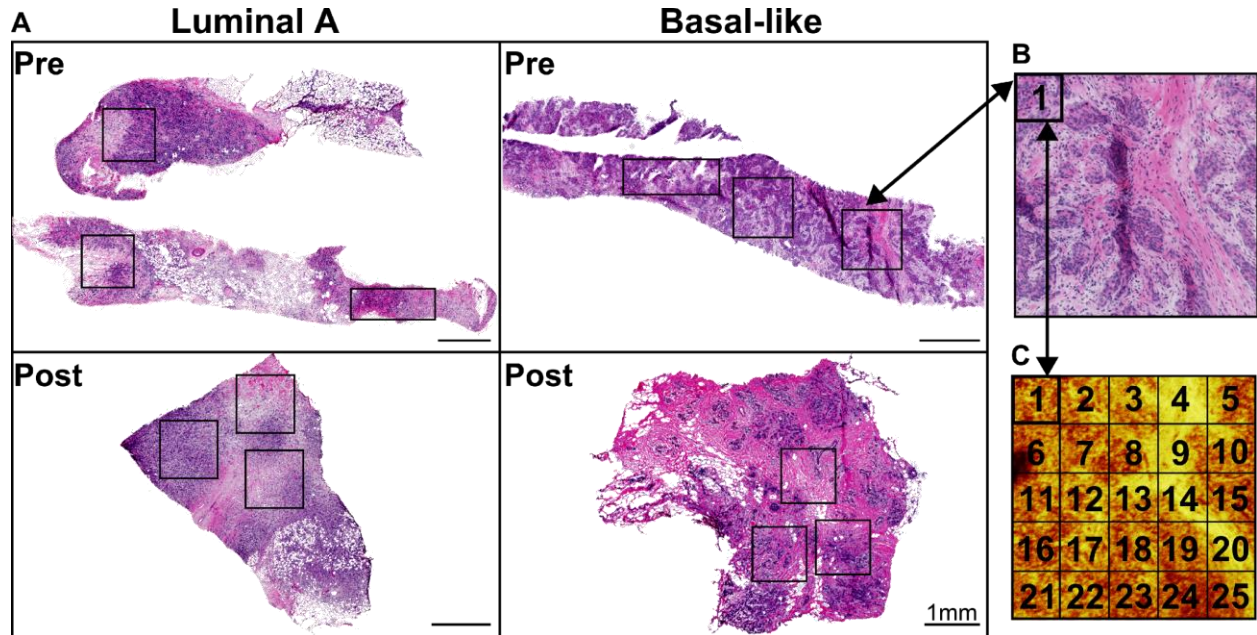 A
Luminal A
Basal-like
Pre
Pre
B
1
Post
Post
1mm
C
1 2 3 4 5
6 7 8 9 10
11 12 13 14 15
16 17 18 19 20
21 22 23 24 25